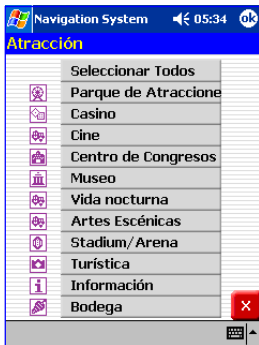 Navigation System 05:34 ok
Atracción
Seleccionar Todos
Parque de Atraccione
Casino
Cine
Centro de Congresos
Museo
Vida nocturna
Artes Escénicas
Stadium/Arena
Turística
Información
Bodega